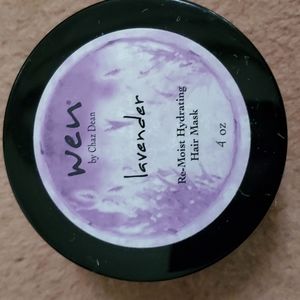 wen®
by Chaz Dean
lavender
Re-Moist Hydrating
Hair Mask
4 oz